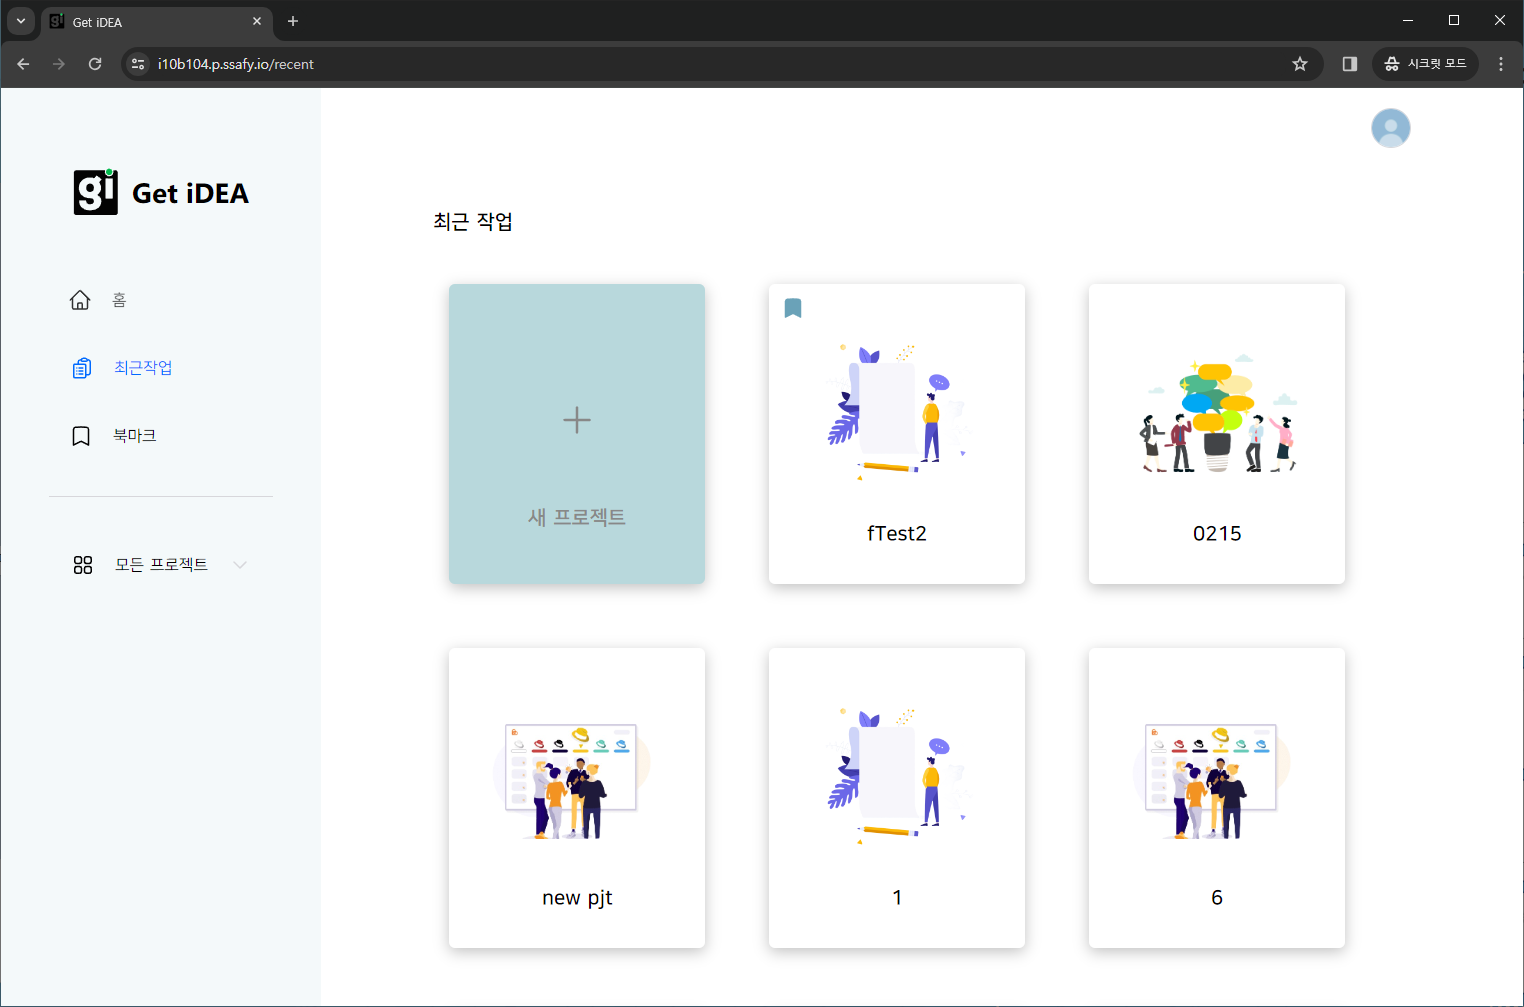 Get iDEA
i10b104.p.ssafy.io/recent
시크릿 모드
gi Get iDEA
홈
최근작업
북마크
모든 프로젝트
최근 작업
새 프로젝트
fTest2
0215
new pjt
1
6